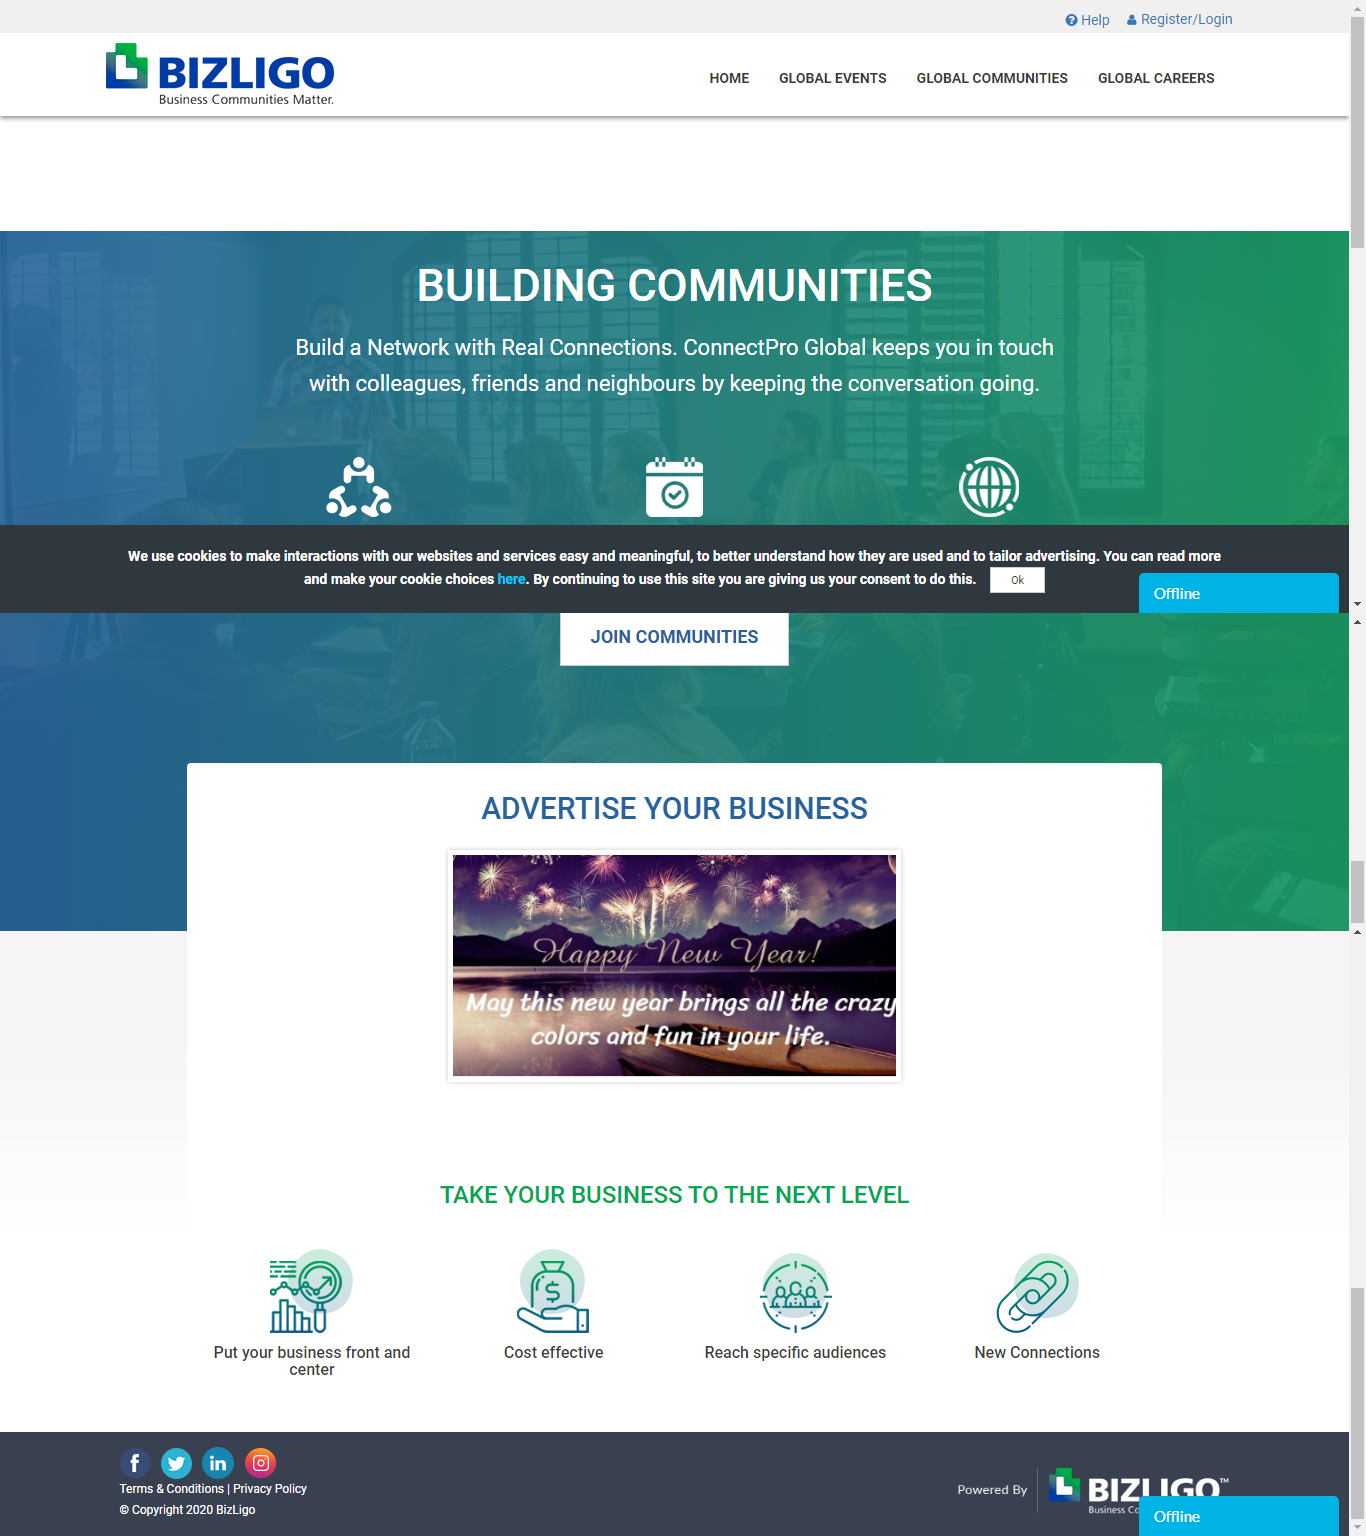 Help
Register/Login
BIZLIGO
Business Communities Matter.
HOME
GLOBAL EVENTS
GLOBAL COMMUNITIES
GLOBAL CAREERS
BUILDING COMMUNITIES
Build a Network with Real Connections. ConnectPro Global keeps you in touch
with colleagues, friends and neighbours by keeping the conversation going.
We use cookies to make interactions with our websites and services easy and meaningful, to better understand how they are used and to tailor advertising. You can read more
and make your cookie choices here. By continuing to use this site you are giving us your consent to do this.
Ok
Offline
JOIN COMMUNITIES
ADVERTISE YOUR BUSINESS
Happy New Year!
May this new year brings all the crazy
colors and fun in your life.
TAKE YOUR BUSINESS TO THE NEXT LEVEL
Put your business front and
center
Cost effective
Reach specific audiences
New Connections
Terms & Conditions | Privacy Policy
© Copyright 2020 BizLigo
Powered By
BIZLIGO™
Business
Offline